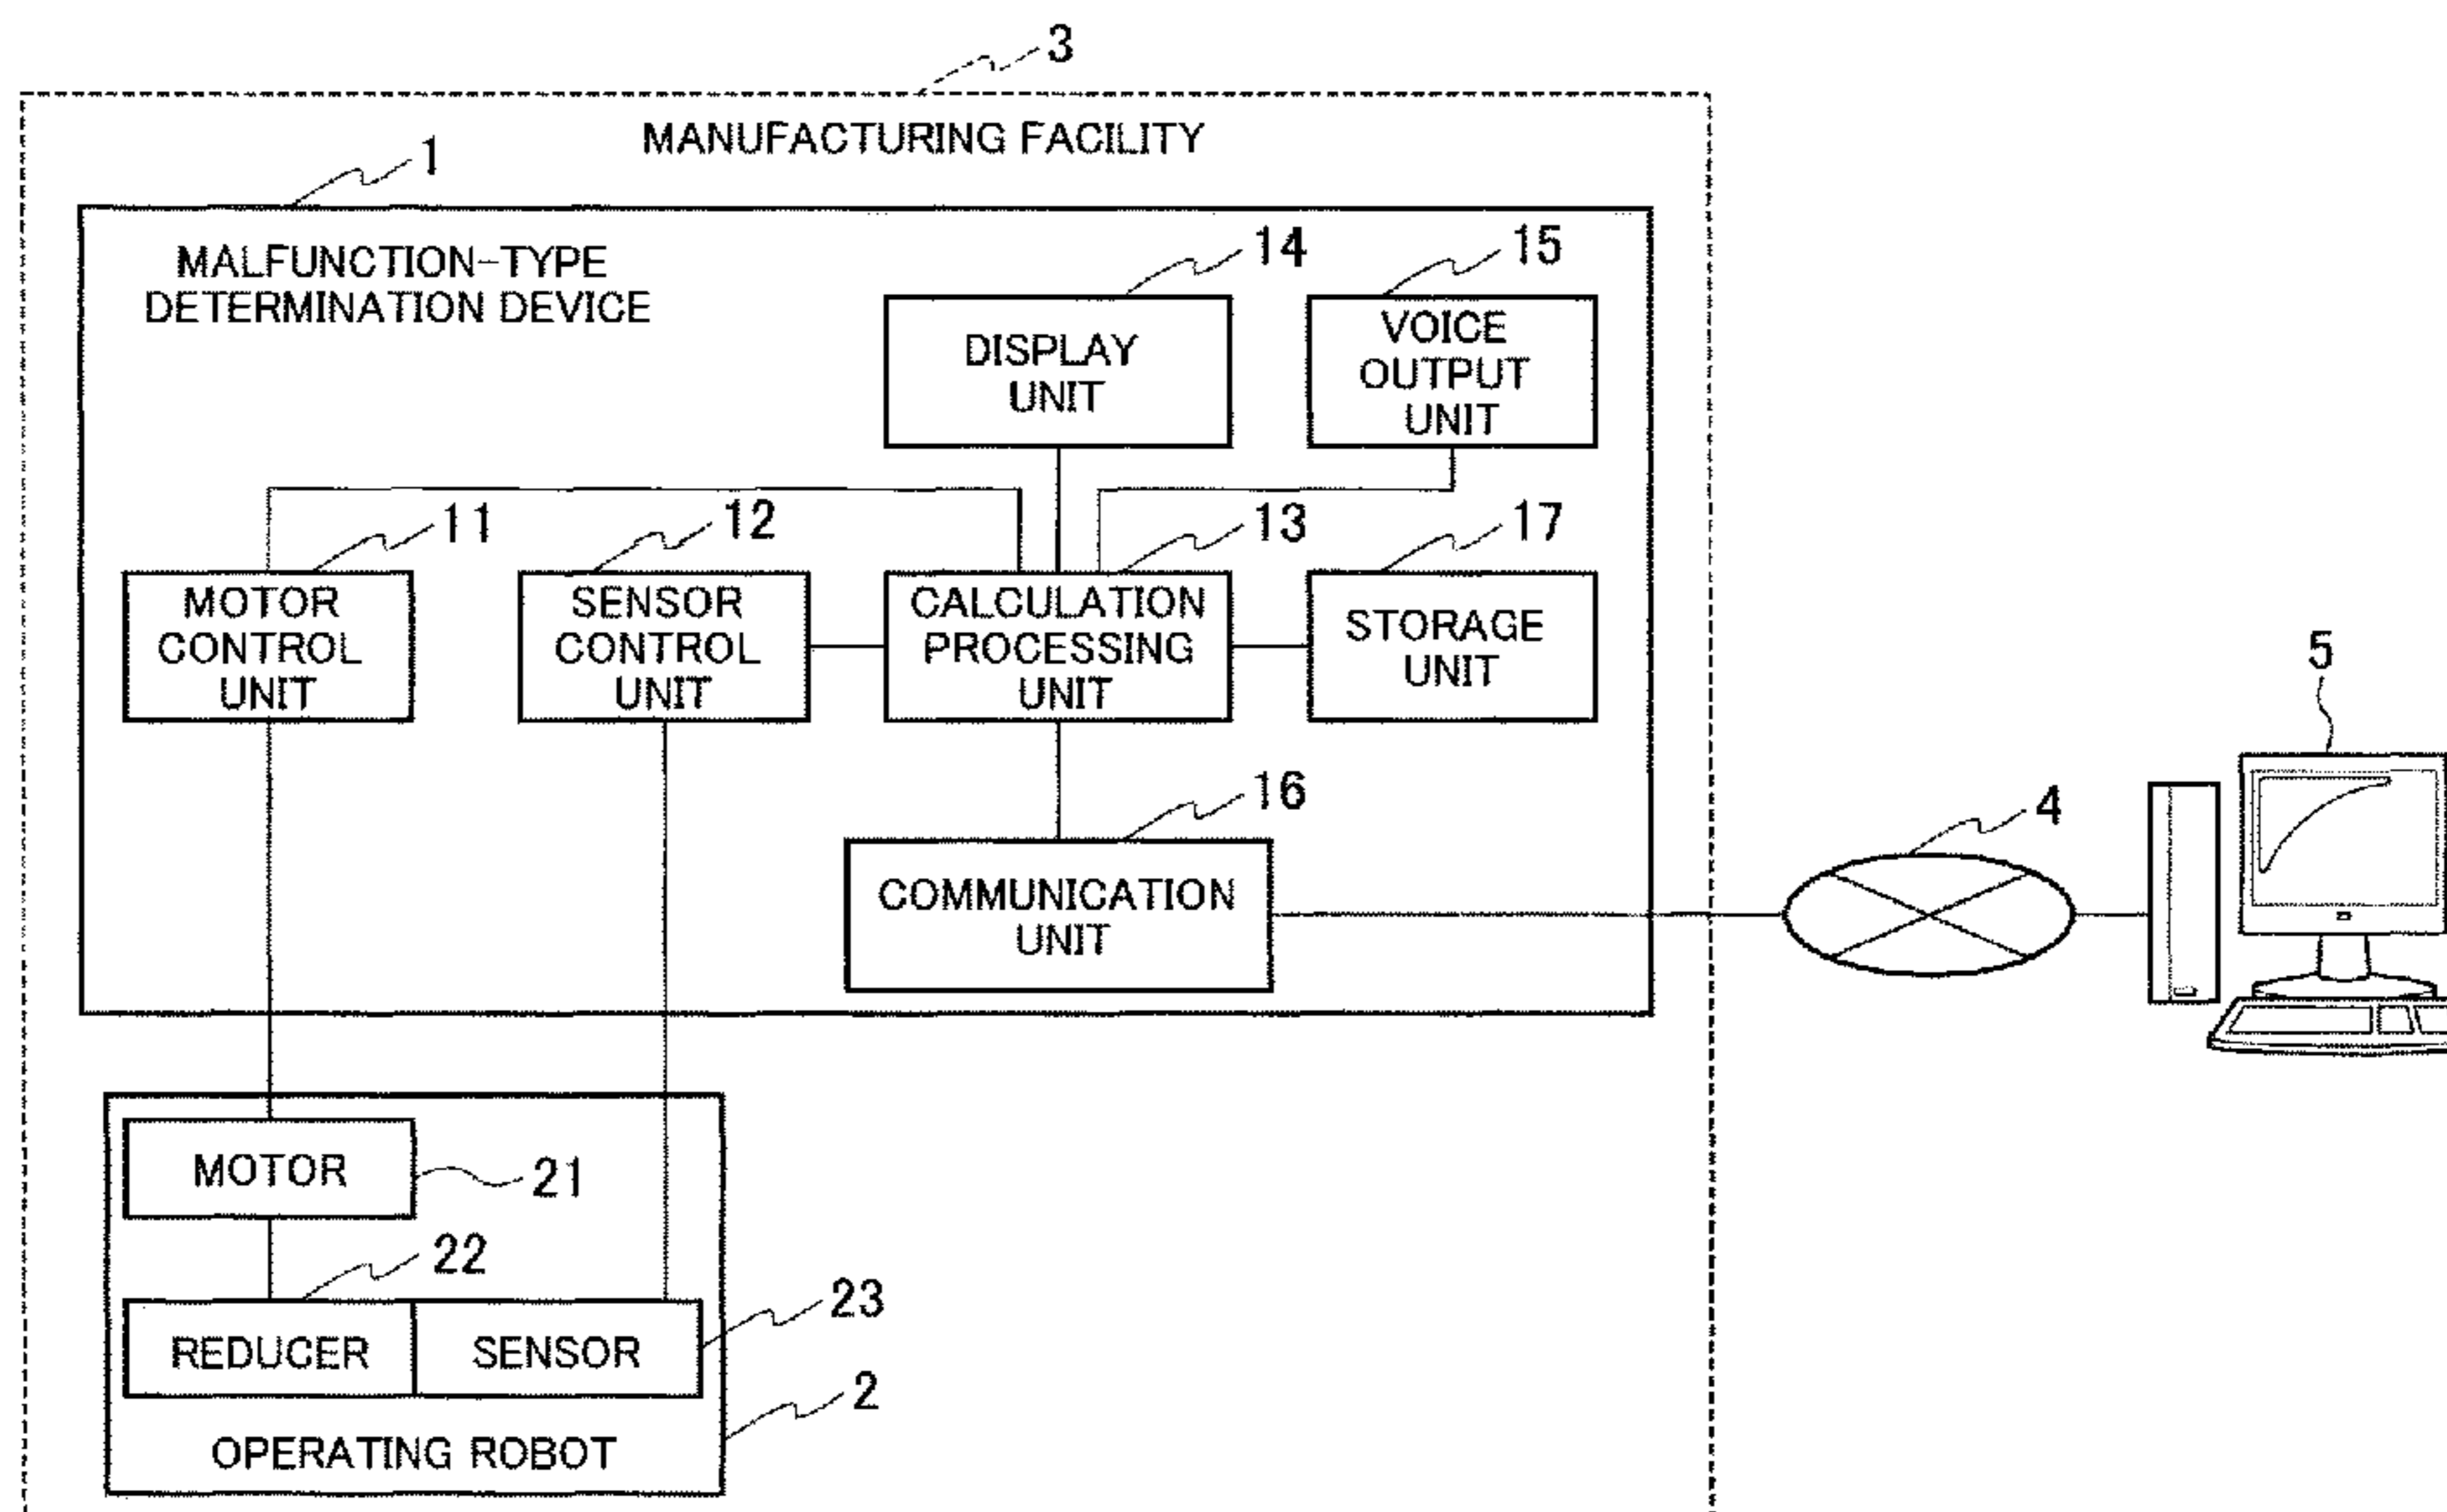 3
MANUFACTURING FACILITY
1
MALFUNCTION-TYPE
DETERMINATION DEVICE
14
DISPLAY
UNIT
15
VOICE
OUTPUT
UNIT
11
MOTOR
CONTROL
UNIT
12
SENSOR
CONTROL
UNIT
13
CALCULATION
PROCESSING
UNIT
17
STORAGE
UNIT
16
COMMUNICATION
UNIT
4
5
MOTOR
21
22
REDUCER
SENSOR
23
2
OPERATING ROBOT